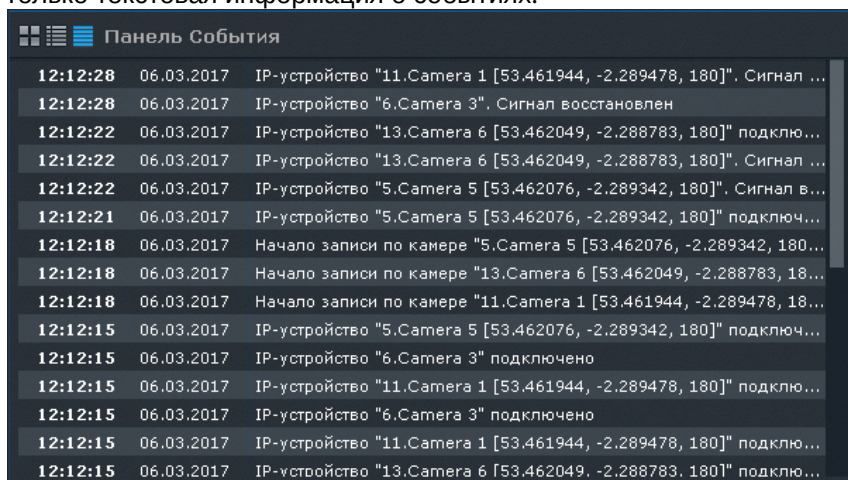 только текстовая информация о событиях.
Панель События
12:12:28 06.03.2017 IP-устройство "11.Camera 1 [53.461944, -2.289478, 180]". Сигнал ...
12:12:28 06.03.2017 IP-устройство "6.Camera 3". Сигнал восстановлен
12:12:22 06.03.2017 IP-устройство "13.Camera 6 [53.462049, -2.288783, 180]" подклю...
12:12:22 06.03.2017 IP-устройство "13.Camera 6 [53.462049, -2.288783, 180]". Сигнал ...
12:12:22 06.03.2017 IP-устройство "5.Camera 5 [53.462076, -2.289342, 180]". Сигнал в...
12:12:21 06.03.2017 IP-устройство "5.Camera 5 [53.462076, -2.289342, 180]" подключ...
12:12:18 06.03.2017 Начало записи по камере "5.Camera 5 [53.462076, -2.289342, 180...
12:12:18 06.03.2017 Начало записи по камере "13.Camera 6 [53.462049, -2.288783, 18...
12:12:18 06.03.2017 Начало записи по камере "11.Camera 1 [53.461944, -2.289478, 18...
12:12:15 06.03.2017 IP-устройство "5.Camera 5 [53.462076, -2.289342, 180]" подключ...
12:12:15 06.03.2017 IP-устройство "6.Camera 3" подключено
12:12:15 06.03.2017 IP-устройство "11.Camera 1 [53.461944, -2.289478, 180]" подклю...
12:12:15 06.03.2017 IP-устройство "6.Camera 3" подключено
12:12:15 06.03.2017 IP-устройство "11.Camera 1 [53.461944, -2.289478, 180]" подклю...
12:12:15 06.03.2017 IP-устройство "13.Camera 6 [53.462049, -2.288783, 180]" подклю...